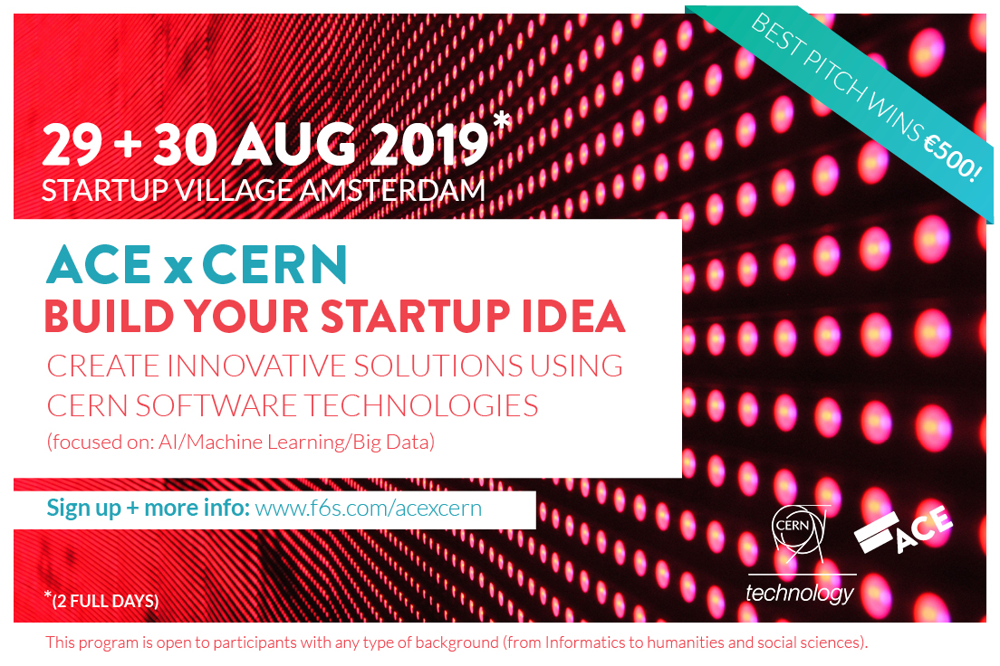 BEST PITCH WINS €500!
29 + 30 AUG 2019*
STARTUP VILLAGE AMSTERDAM
ACE x CERN
BUILD YOUR STARTUP IDEA
CREATE INNOVATIVE SOLUTIONS USING
CERN SOFTWARE TECHNOLOGIES
(focused on: AI/Machine Learning/Big Data)
Sign up + more info: www.f6s.com/acexcern
CERN
technology
ACE
*(2 FULL DAYS)
This program is open to participants with any type of background (from Informatics to humanities and social sciences).